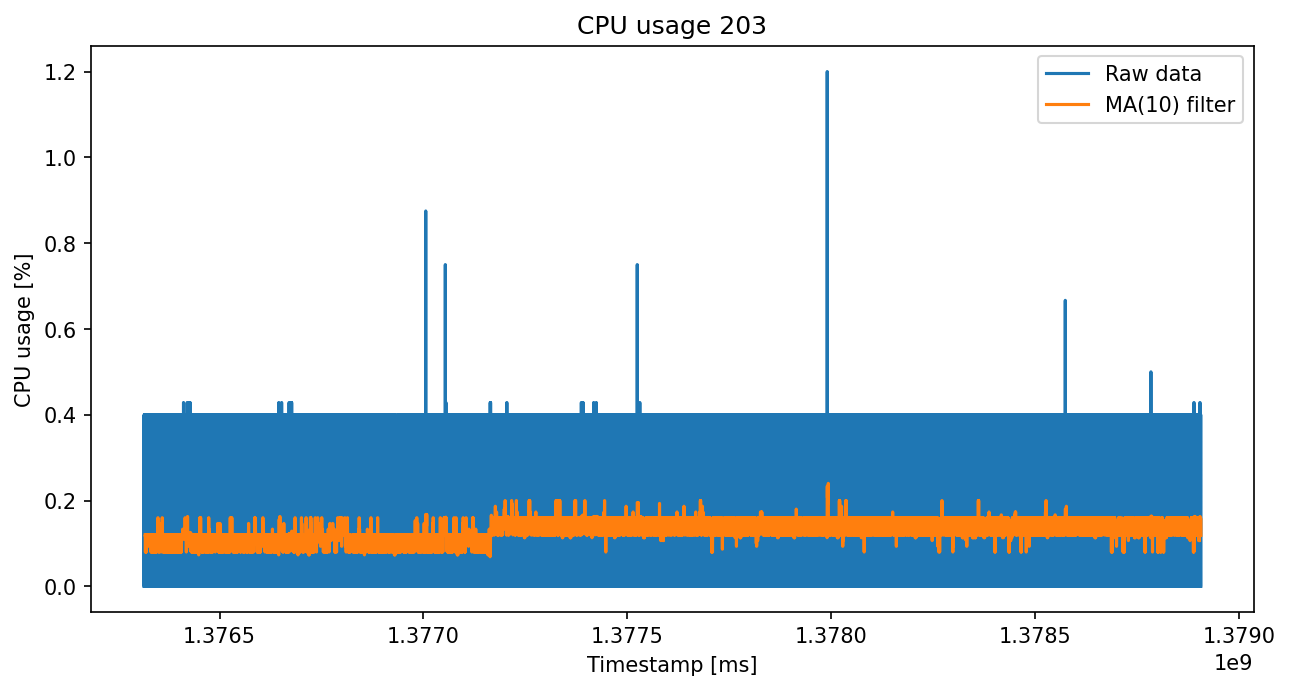 CPU usage 203
Raw data
MA(10) filter
CPU usage [%]
1.2
1.0
0.8
0.6
0.4
0.2
0.0
1.3765 1.3770 1.3775 1.3780 1.3785 1.3790
1e9
Timestamp [ms]